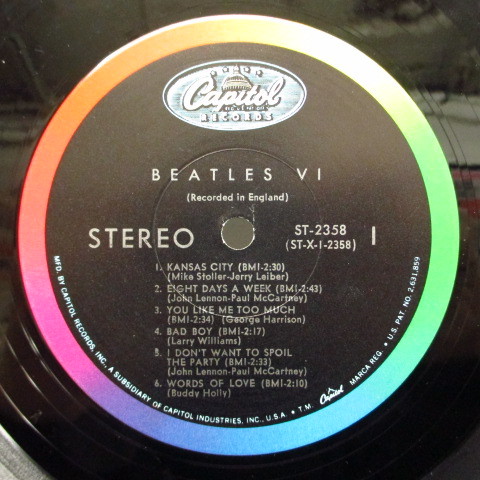 Capitol
RECORDS
BEATLES VI
(Recorded in England)
STEREO
ST-2358
(ST-X-1-2358)
1
1. KANSAS CITY (BMI-2:30)
(Mike Stoller-Jerry Leiber)
2. EIGHT DAYS A WEEK (BMI-2:43)
(John Lennon-Paul McCartney)
3. YOU LIKE ME TOO MUCH
(BMI-2:34) (George Harrison)
4. BAD BOY (BMI-2:17)
(Larry Williams)
5. I DON'T WANT TO SPOIL
THE PARTY (BMI-2:33)
(John Lennon-Paul McCartney)
6. WORDS OF LOVE (BMI-2:10)
(Buddy Holly)
MFD. BY CAPITOL RECORDS, INC., A SUBSIDIARY OF CAPITOL INDUSTRIES, INC., U.S.A. • T.M. Capitol MARCA REG. • U.S. PAT. NO. 2,631,859